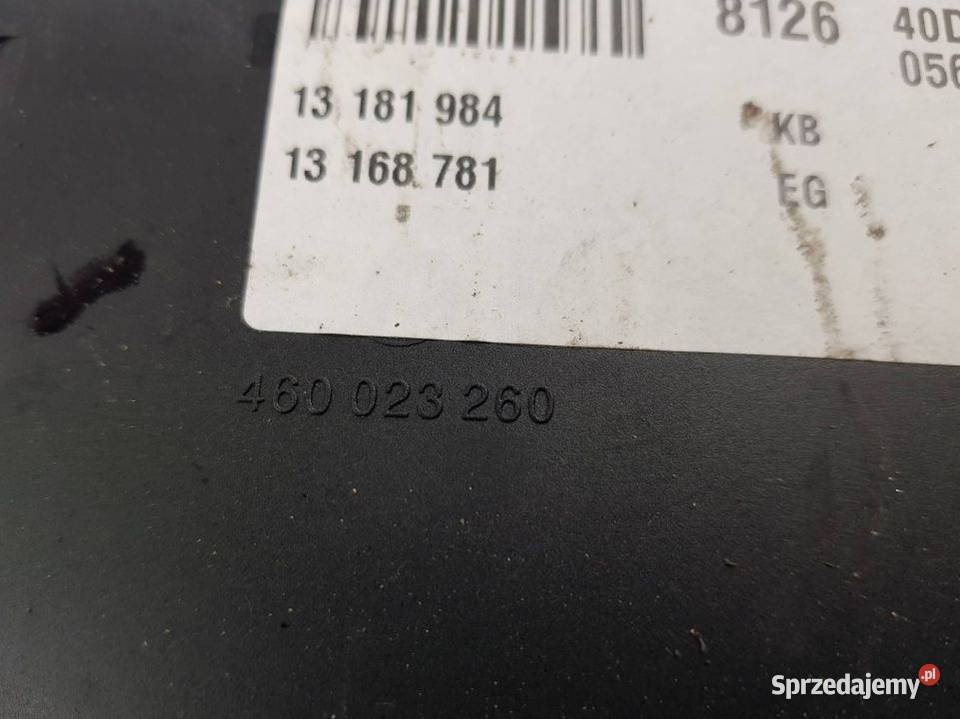 8126 40D
056
13 181 984 KB
13 168 781 EG
460 023 260
Sprzedajemy.pl